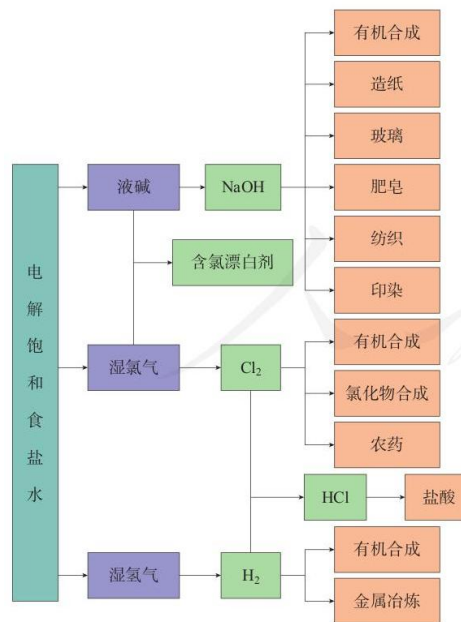 电解饱和食盐水
液碱
NaOH
有机合成
造纸
玻璃
肥皂
纺织
印染
含氯漂白剂
湿氯气
Cl₂
有机合成
氯化物合成
农药
HCl
盐酸
湿氢气
H₂
有机合成
金属冶炼